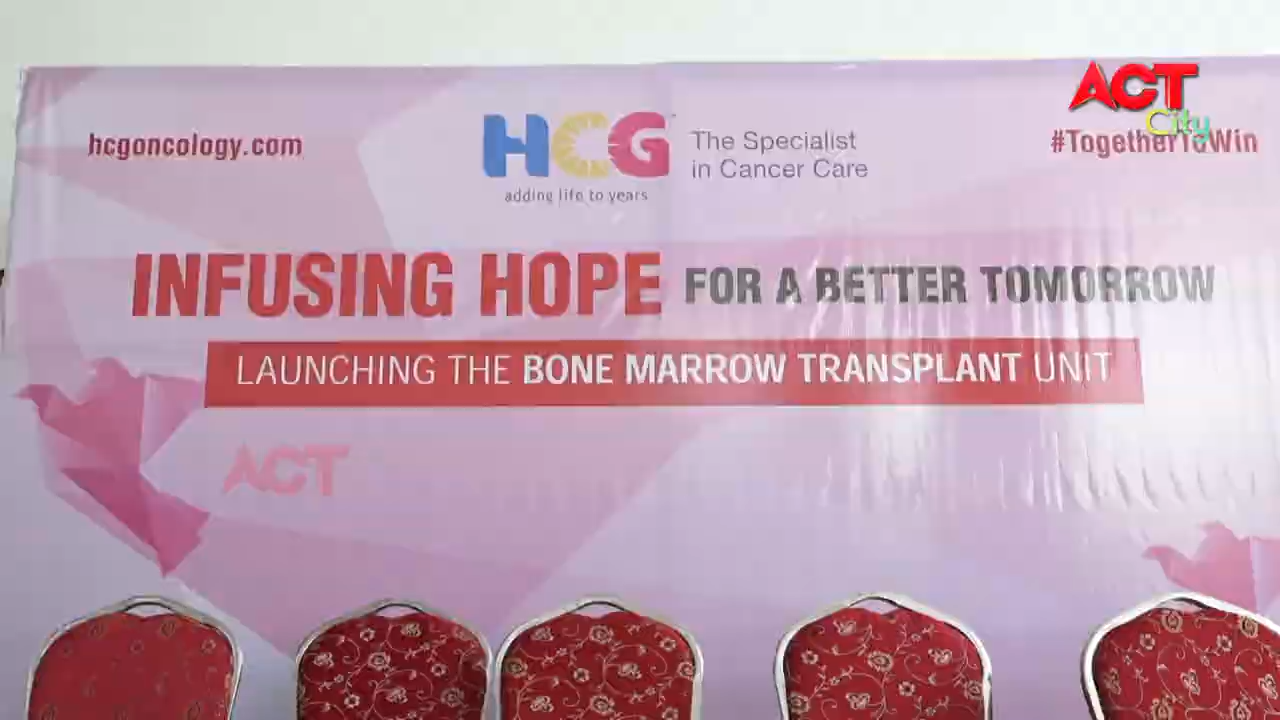 ACT
City
hcgoncology.com
HCG
adding life to years
The Specialist
in Cancer Care
#TogetherToWin
INFUSING HOPE FOR A BETTER TOMORROW
LAUNCHING THE BONE MARROW TRANSPLANT UNIT
ACT